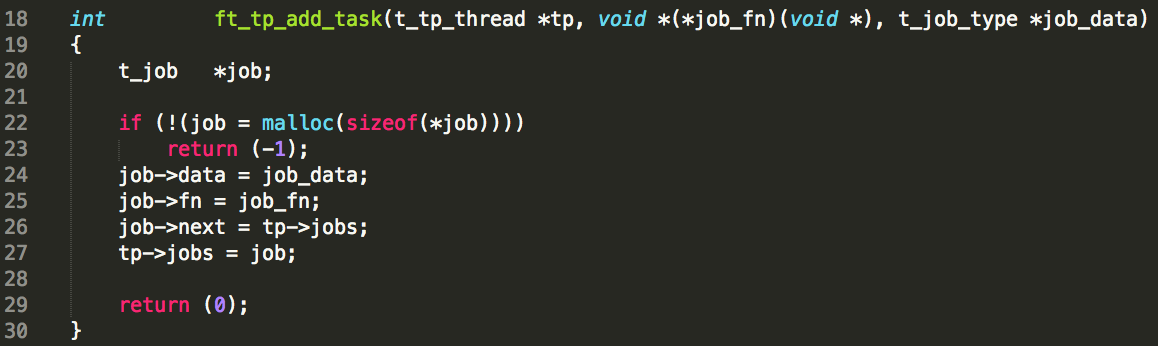 18 int ft_tp_add_task(t_tp_thread *tp, void *(*job_fn)(void *), t_job_type *job_data)
19 {
20 t_job *job;
21
22 if (!(job = malloc(sizeof(*job))))
23 return (-1);
24 job->data = job_data;
25 job->fn = job_fn;
26 job->next = tp->jobs;
27 tp->jobs = job;
28
29 return (0);
30 }